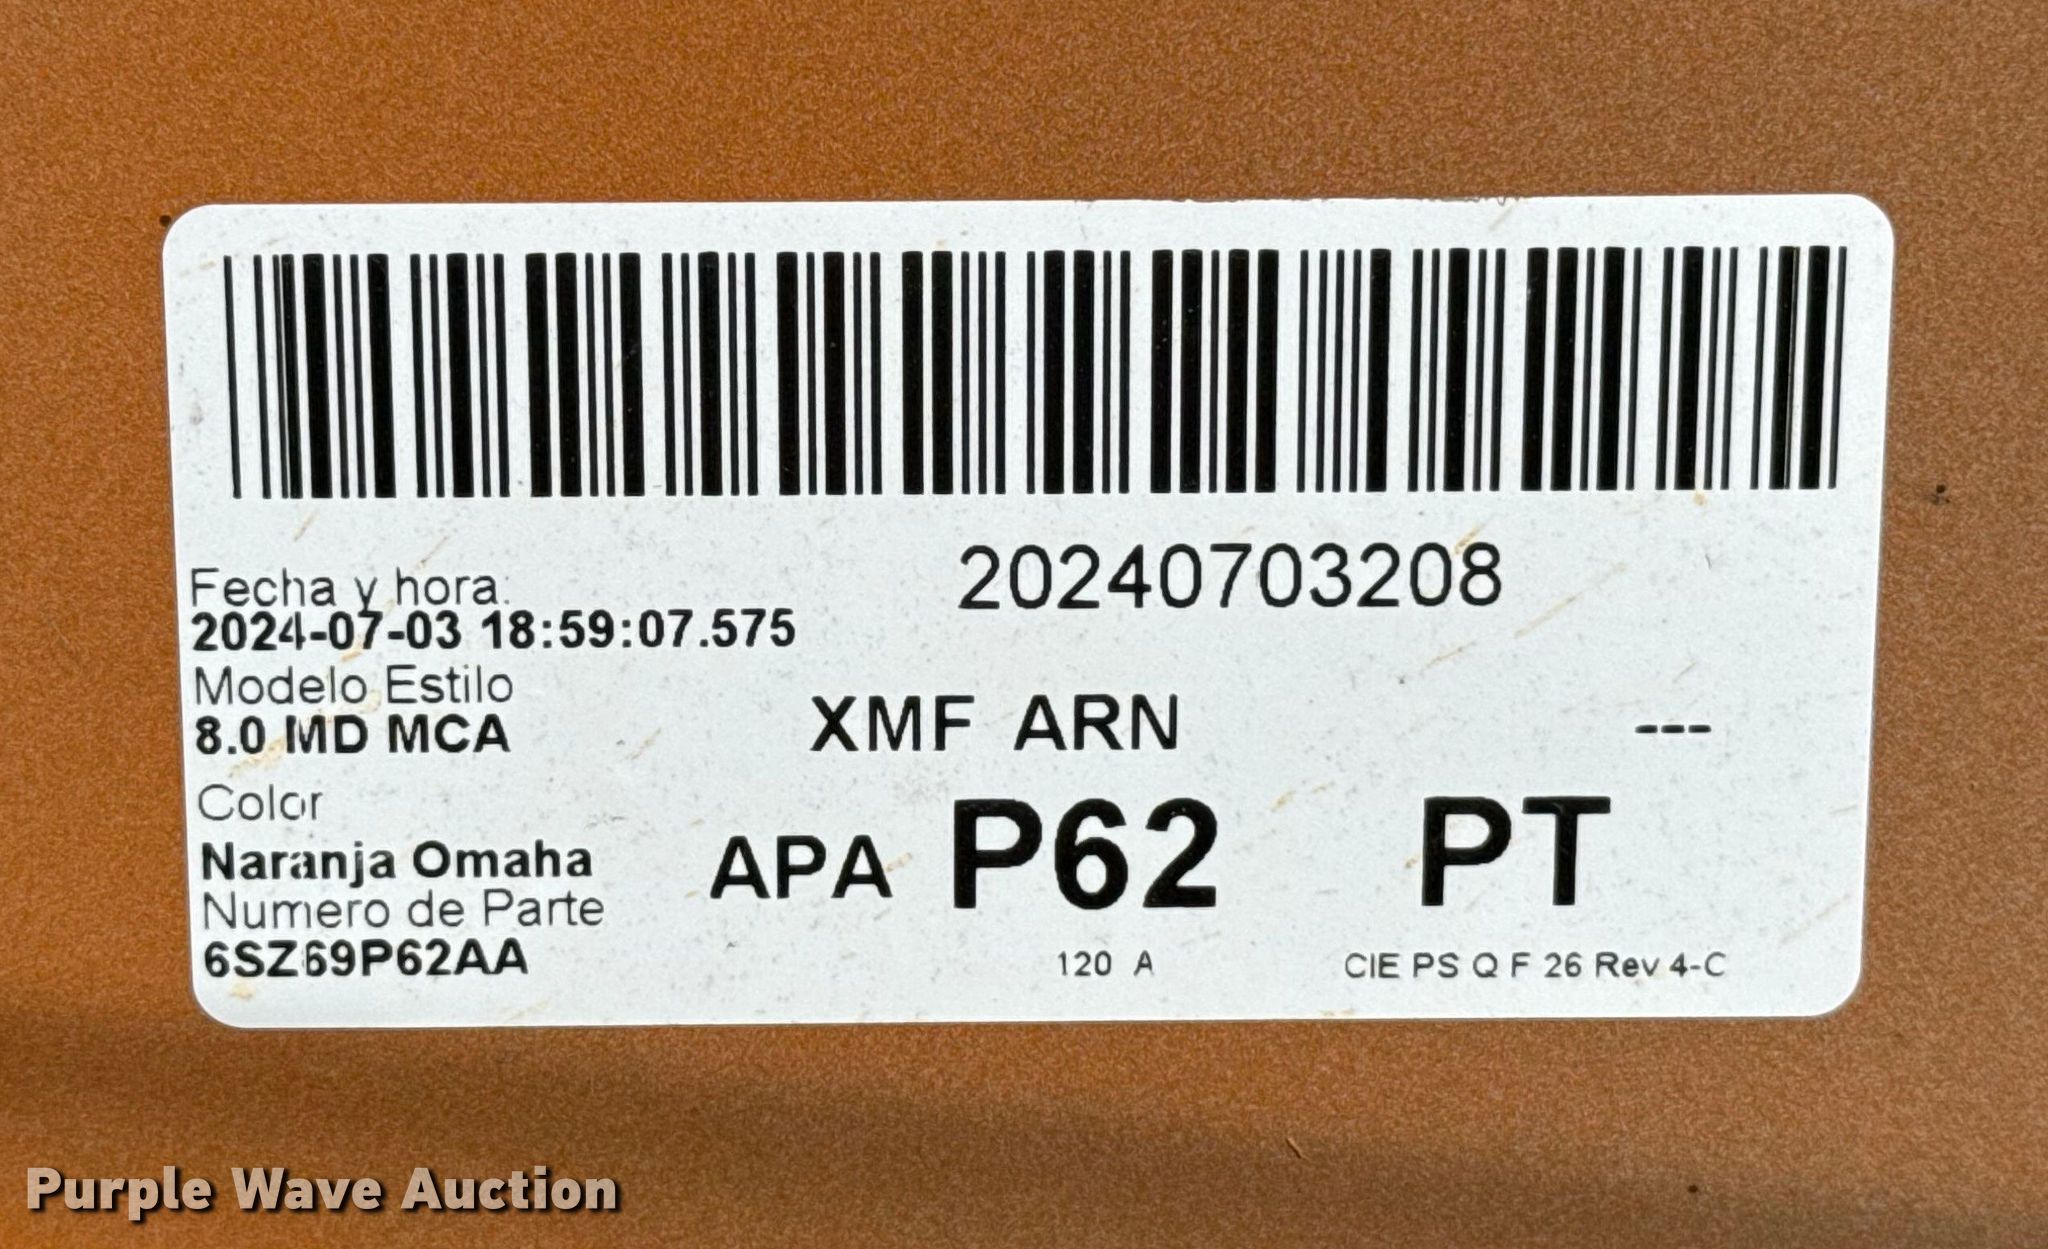 20240703208
Fecha y hora:
2024-07-03 18:59:07.575
Modelo Estilo
8.0 MD MCA
XMF ARN
---
Color
Naranja Omaha
APA P62 PT
Numero de Parte
6SZ69P62AA
120 A
CIE PS Q F 26 Rev 4-C
Purple Wave Auction